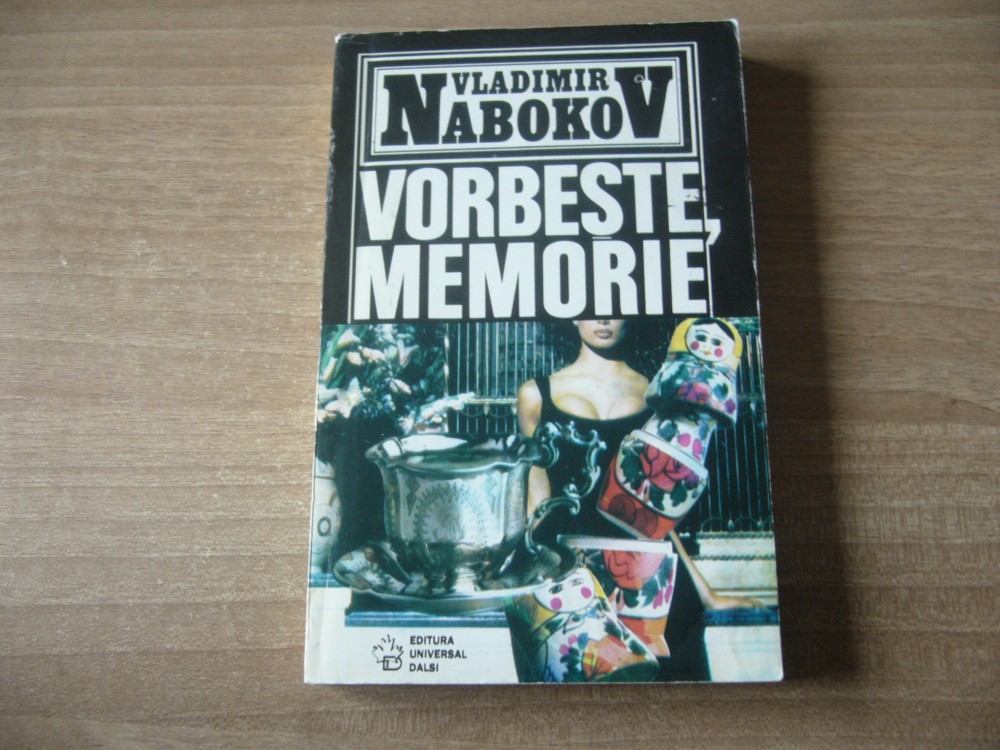 VLADIMIR
NABOKOV
VORBEȘTE,
MEMORIE
EDITURA
UNIVERSAL
DALSI